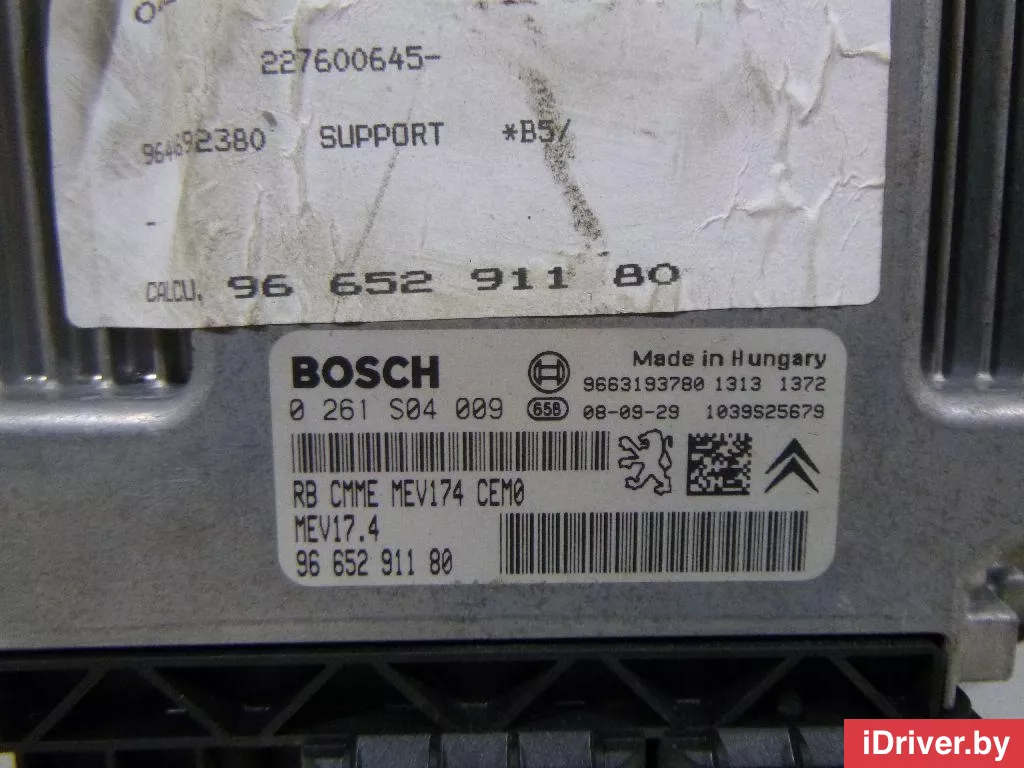 227600645-
964692380 SUPPORT *B5/
-
CALCU. 96 652 911 80
BOSCH Made in Hungary
9663193780 1313 1372
0 261 S04 009 658 08-09-29 1039S25679
RB CMME MEV174 CEM0
MEV17.4
96 652 911 80
iDriver.by